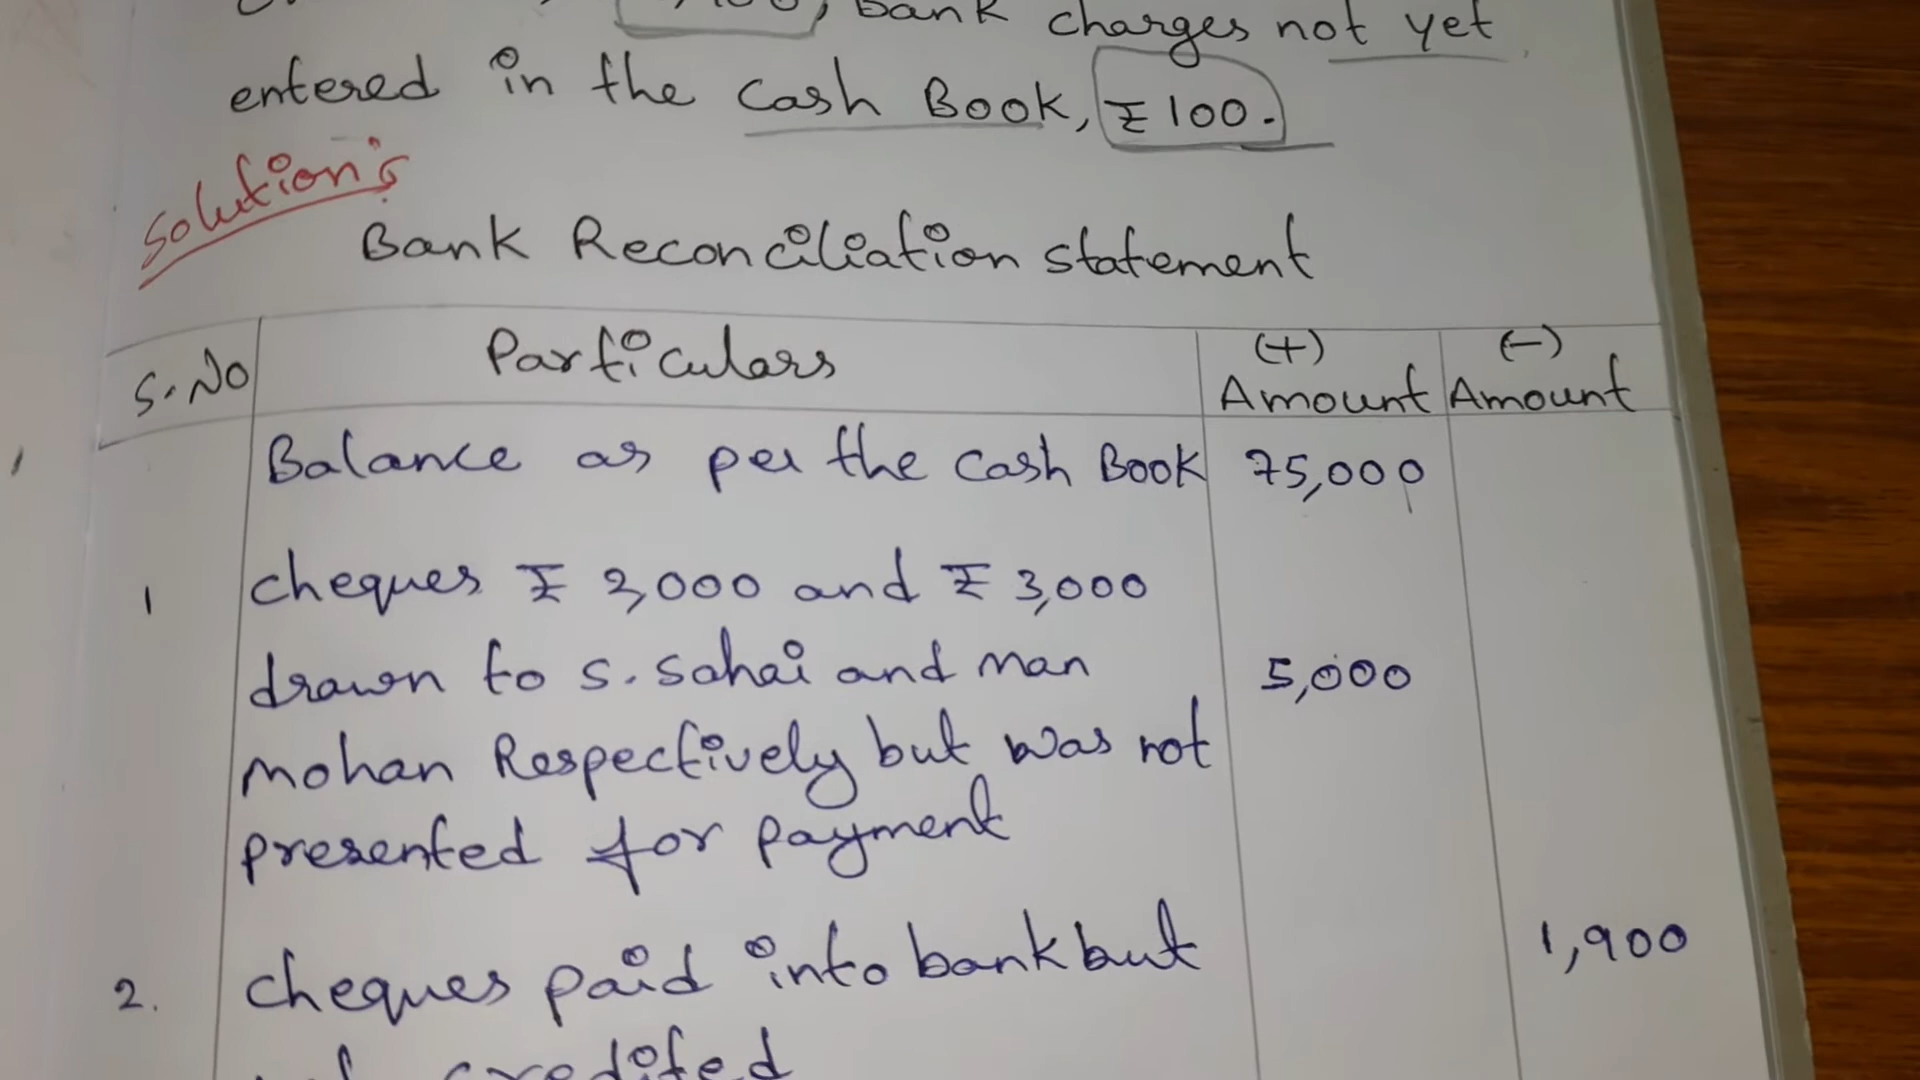 bank charges not yet
entered in the Cash Book, ₹ 100.
Solution:
Bank Reconciliation statement
S.No Particulars (+) Amount (-) Amount
Balance as per the Cash Book 75,000
1 cheques ₹ 2,000 and ₹ 3,000
drawn to S. Sahai and Man 5,000
Mohan Respectively but was not
presented for payment
2. cheques paid into bank but 1,900
credited